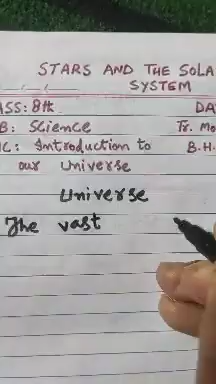 STARS AND THE SOLA
SYSTEM
ASS: 8th DA
B: Science Tr. Mo
C: Introduction to B.H.
our universe
Universe
The vast